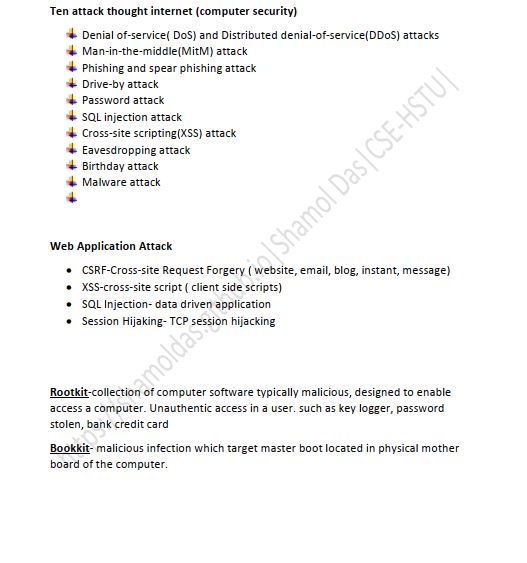 Ten attack thought internet (computer security)
Denial of-service( DoS) and Distributed denial-of-service(DDoS) attacks
Man-in-the-middle(MitM) attack
Phishing and spear phishing attack
Drive-by attack
Password attack
SQL injection attack
Cross-site scripting(XSS) attack
Eavesdropping attack
Birthday attack
Malware attack
Web Application Attack
• CSRF-Cross-site Request Forgery ( website, email, blog, instant, message)
• XSS-cross-site script ( client side scripts)
• SQL Injection- data driven application
• Session Hijaking- TCP session hijacking
Rootkit-collection of computer software typically malicious, designed to enable
access a computer. Unauthentic access in a user. such as key logger, password
stolen, bank credit card
Bookkit- malicious infection which target master boot located in physical mother
board of the computer.
https://shamoldas.github.io|Shamol Das|CSE-HSTU|